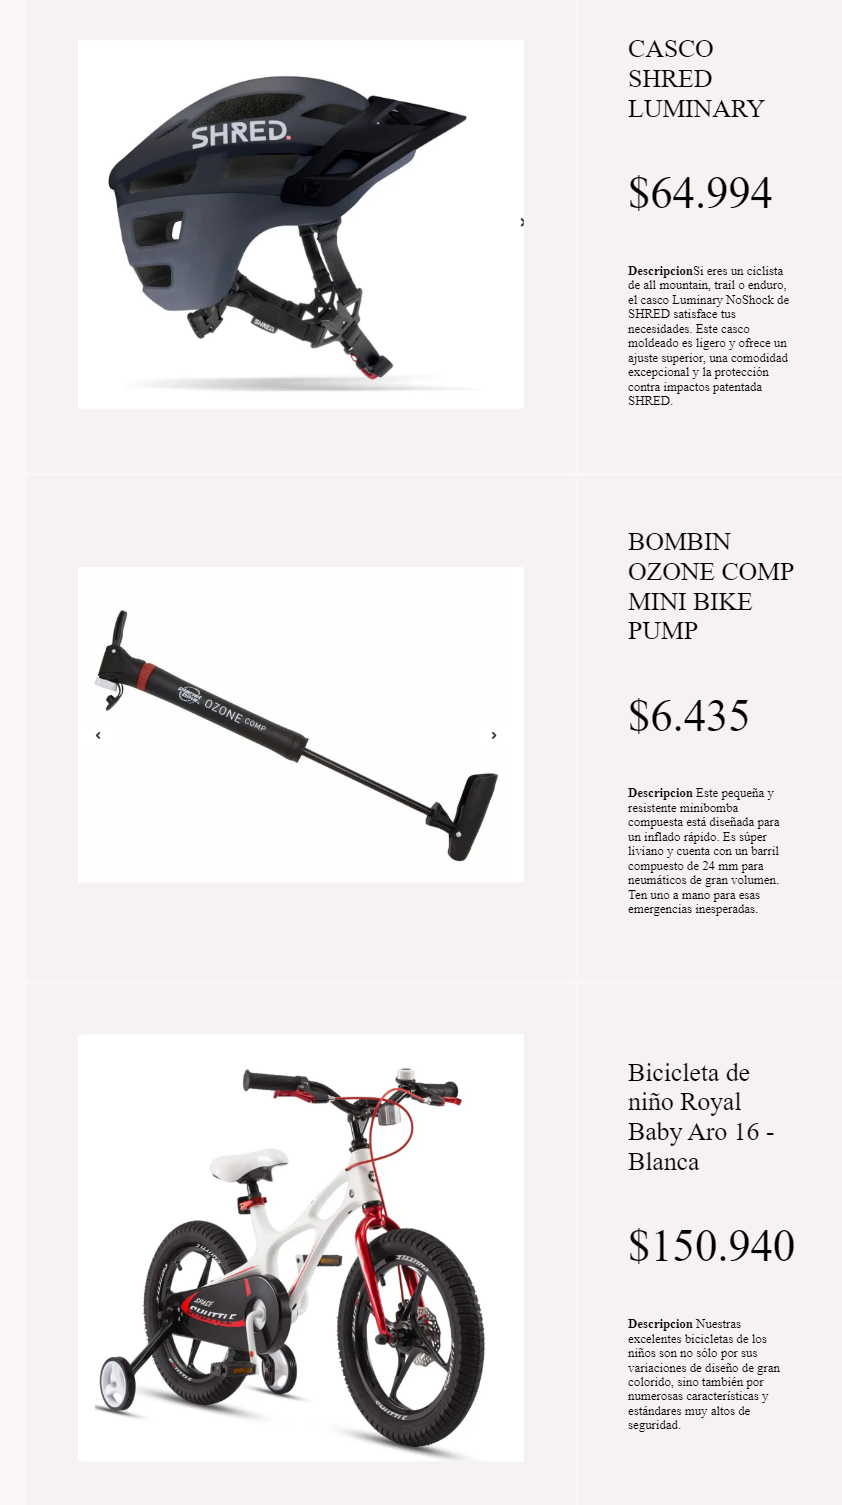 CASCO
SHRED
LUMINARY
SHRED.
$64.994
SHRED.
DescripcionSi eres un ciclista
de all mountain, trail o enduro,
el casco Luminary NoShock de
SHRED satisface tus
necesidades. Este casco
moldeado es ligero y ofrece un
ajuste superior, una comodidad
excepcional y la protección
contra impactos patentada
SHRED.
BOMBIN
OZONE COMP
MINI BIKE
PUMP
planet bike
OZONE COMP
$6.435
Descripcion Este pequeña y
resistente minibomba
compuesta está diseñada para
un inflado rápido. Es súper
liviano y cuenta con un barril
compuesto de 24 mm para
neumáticos de gran volumen.
Ten uno a mano para esas
emergencias inesperadas.
Bicicleta de
niño Royal
Baby Aro 16 -
Blanca
$150.940
SPACE
SHUTTLE
Descripcion Nuestras
excelentes bicicletas de los
niños son no sólo por sus
variaciones de diseño de gran
colorido, sino también por
numerosas características y
estándares muy altos de
seguridad.